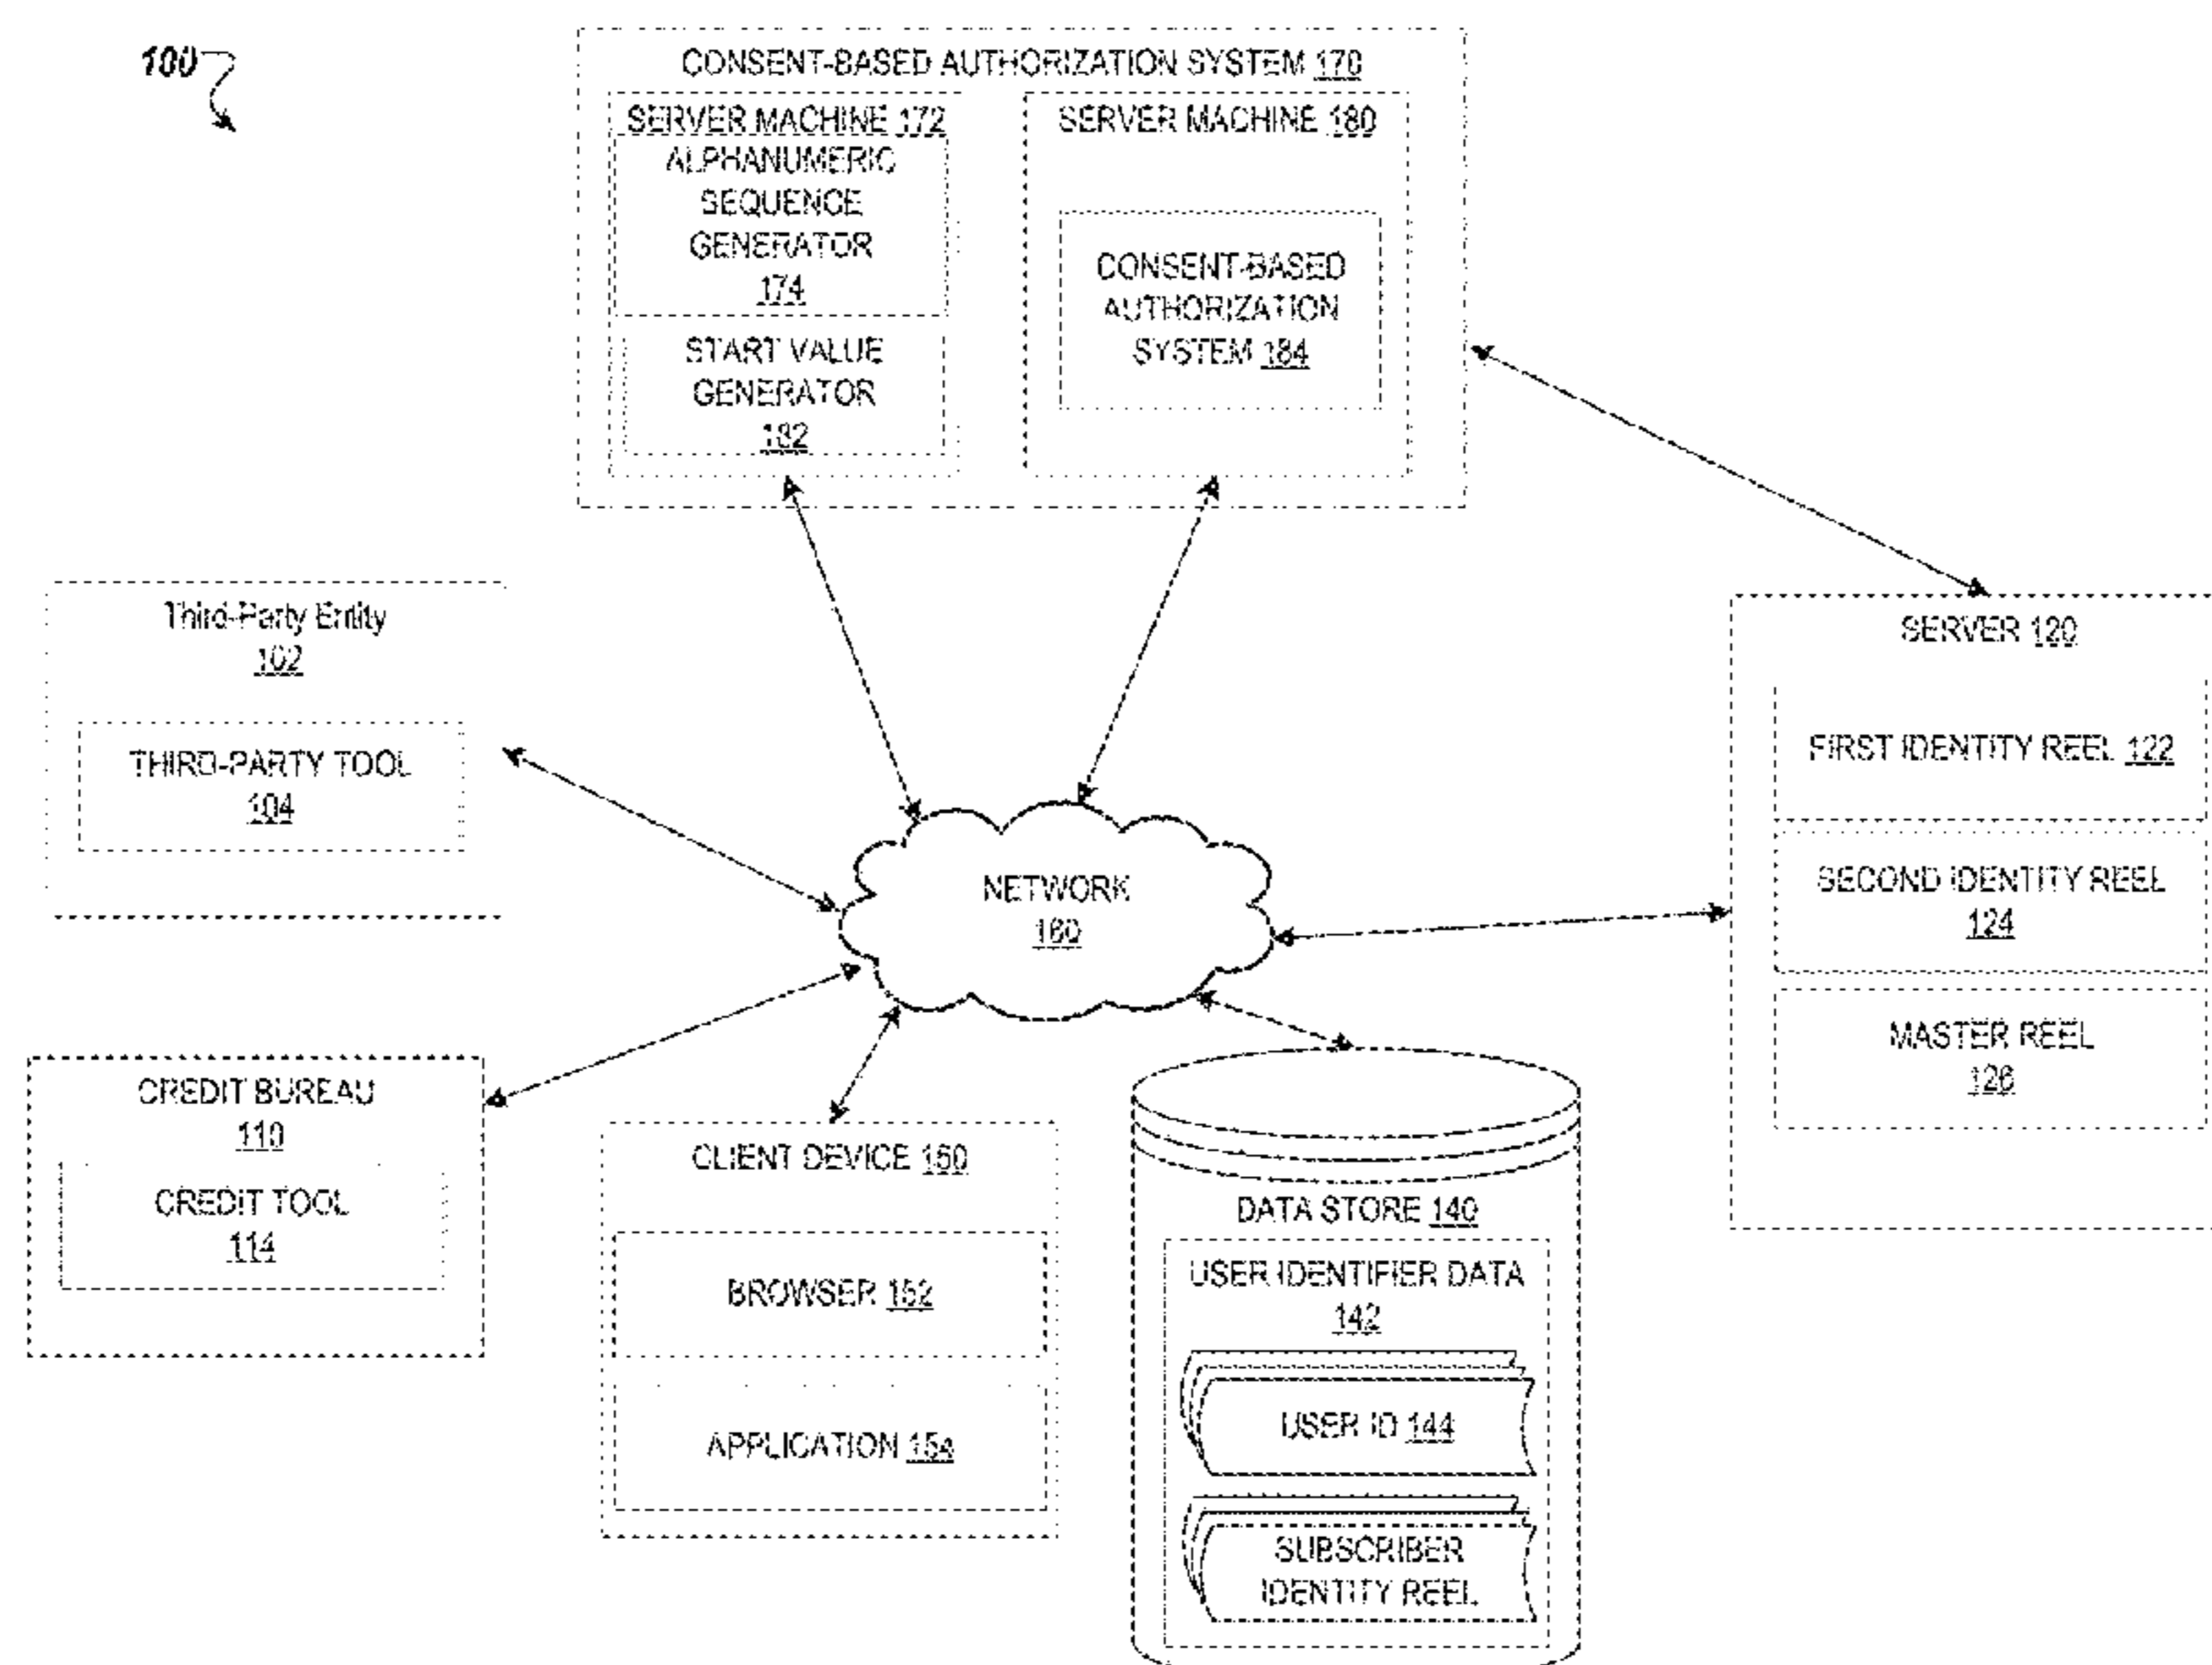 100
CONSENT-BASED AUTHORIZATION SYSTEM 170
SERVER MACHINE 172
ALPHANUMERIC
SEQUENCE
GENERATOR
174
START VALUE
GENERATOR
182
SERVER MACHINE 180
CONSENT-BASED
AUTHORIZATION
SYSTEM 184
Third-Party Entity
102
THIRD-PARTY TOOL
104
SERVER 120
FIRST IDENTITY REEL 122
SECOND IDENTITY REEL
124
MASTER REEL
126
NETWORK
160
CREDIT BUREAU
110
CREDIT TOOL
114
CLIENT DEVICE 150
BROWSER 152
APPLICATION 154
DATA STORE 140
USER IDENTIFIER DATA
142
USER ID 144
SUBSCRIBER
IDENTITY REEL